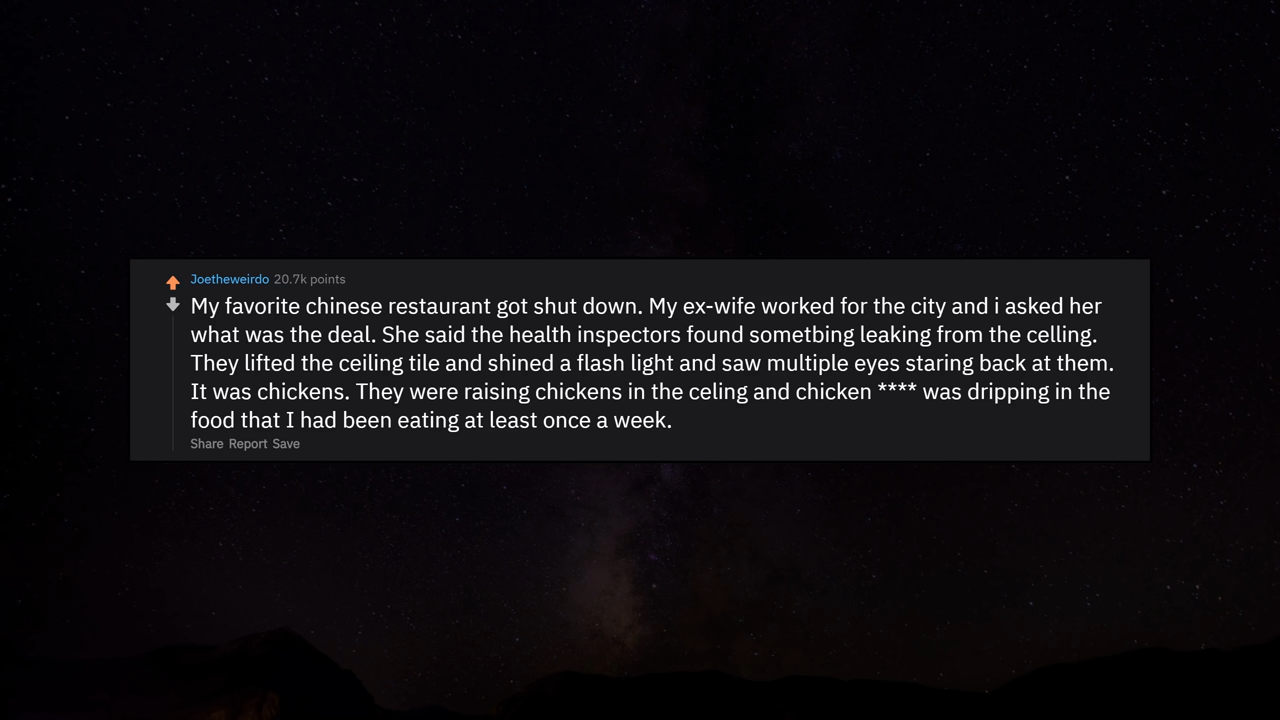 Joetheweirdo 20.7k points
My favorite chinese restaurant got shut down. My ex-wife worked for the city and i asked her
what was the deal. She said the health inspectors found sometbing leaking from the celling.
They lifted the ceiling tile and shined a flash light and saw multiple eyes staring back at them.
It was chickens. They were raising chickens in the celing and chicken **** was dripping in the
food that I had been eating at least once a week.
Share Report Save